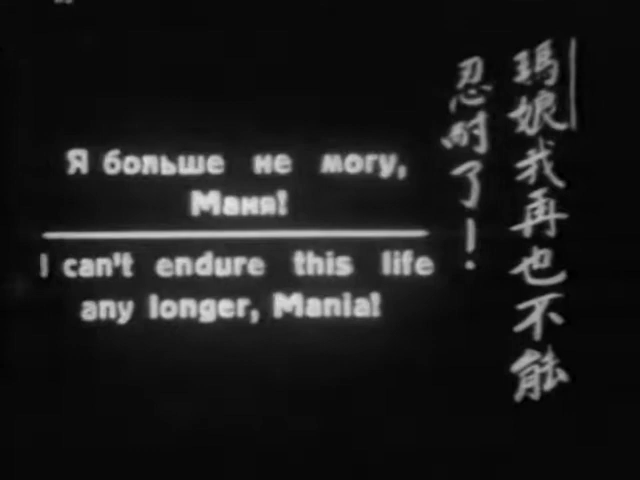 Я больше не могу,
Маня!
I can't endure this life
any longer, Mania!
瑪娘我再也不能
忍耐了！